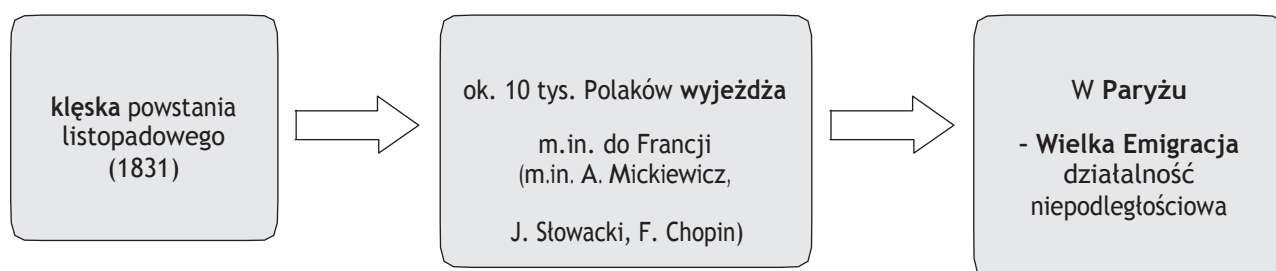 klęska powstania
listopadowego
(1831)
ok. 10 tys. Polaków wyjeżdża
m.in. do Francji
(m.in. A. Mickiewicz,
J. Słowacki, F. Chopin)
W Paryżu
– Wielka Emigracja
działalność
niepodległościowa